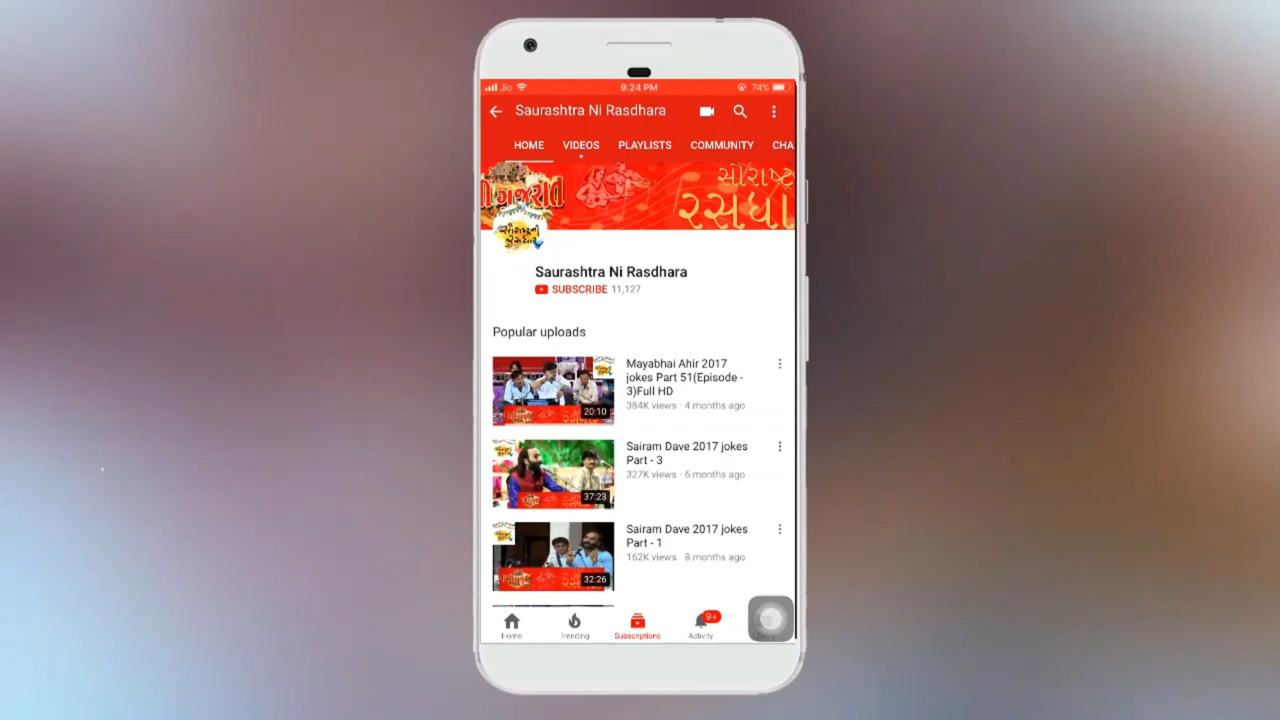 Jio 9:24 PM 74%
Saurashtra Ni Rasdhara
HOME VIDEOS PLAYLISTS COMMUNITY CHA
ગુજરાત
સૌરાષ્ટ્ર
રસધા
Saurashtra Ni Rasdhara
SUBSCRIBE 11,127
Popular uploads
Mayabhai Ahir 2017
jokes Part 51(Episode -
3)Full HD
384K views · 4 months ago
20:10
Sairam Dave 2017 jokes
Part - 3
327K views · 6 months ago
37:23
Sairam Dave 2017 jokes
Part - 1
162K views · 8 months ago
32:26
9+
Home Trending Subscriptions Activity